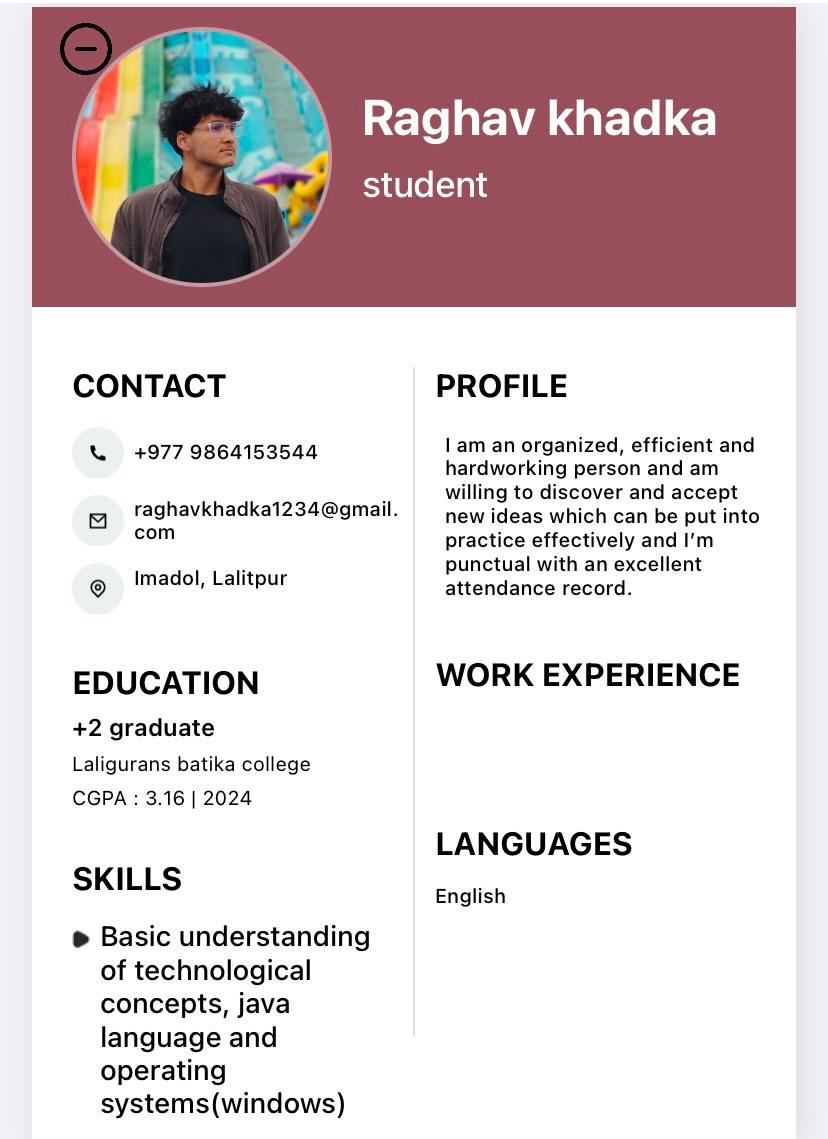 Raghav khadka
student
CONTACT
+977 9864153544
raghavkhadka1234@gmail.
com
Imadol, Lalitpur
EDUCATION
+2 graduate
Laligurans batika college
CGPA : 3.16 | 2024
SKILLS
Basic understanding
of technological
concepts, java
language and
operating
systems(windows)
PROFILE
I am an organized, efficient and
hardworking person and am
willing to discover and accept
new ideas which can be put into
practice effectively and I’m
punctual with an excellent
attendance record.
WORK EXPERIENCE
LANGUAGES
English